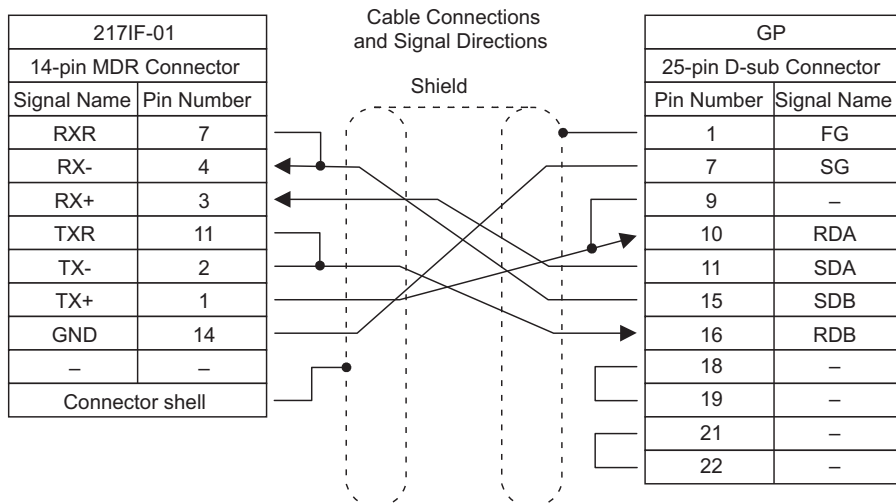 Cable Connections
and Signal Directions
Shield
217IF-01
14-pin MDR Connector
Signal Name Pin Number
RXR 7
RX- 4
RX+ 3
TXR 11
TX- 2
TX+ 1
GND 14
– –
Connector shell
GP
25-pin D-sub Connector
Pin Number Signal Name
1 FG
7 SG
9 –
10 RDA
11 SDA
15 SDB
16 RDB
18 –
19 –
21 –
22 –